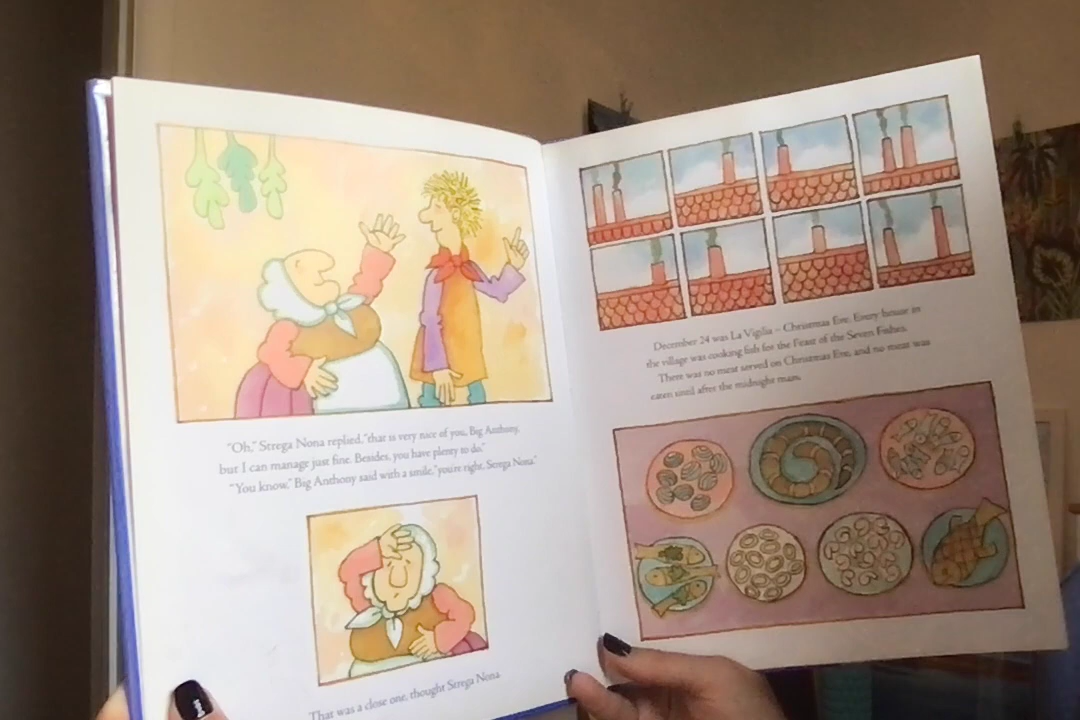 "Oh," Strega Nona replied, "that is very nice of you, Big Anthony,
but I can manage just fine. Besides, you have plenty to do."
"You know," Big Anthony said with a smile, "you're right, Strega Nona."
That was a close one, thought Strega Nona.
December 24 was La Vigilia – Christmas Eve. Every house in
the village was cooking fish for the Feast of the Seven Fishes.
There was no meat served on Christmas Eve, and no meat was
eaten until after the midnight mass.